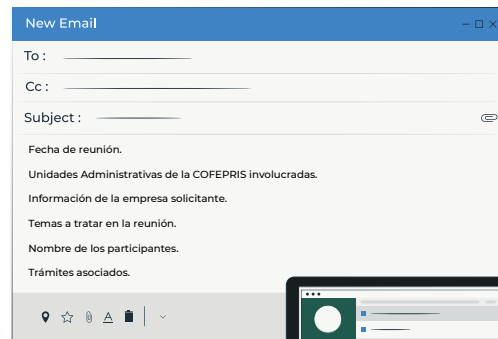 New Email
To :
Cc :
Subject :
Fecha de reunión.
Unidades Administrativas de la COFEPRIS involucradas.
Información de la empresa solicitante.
Temas a tratar en la reunión.
Nombre de los participantes.
Trámites asociados.
A